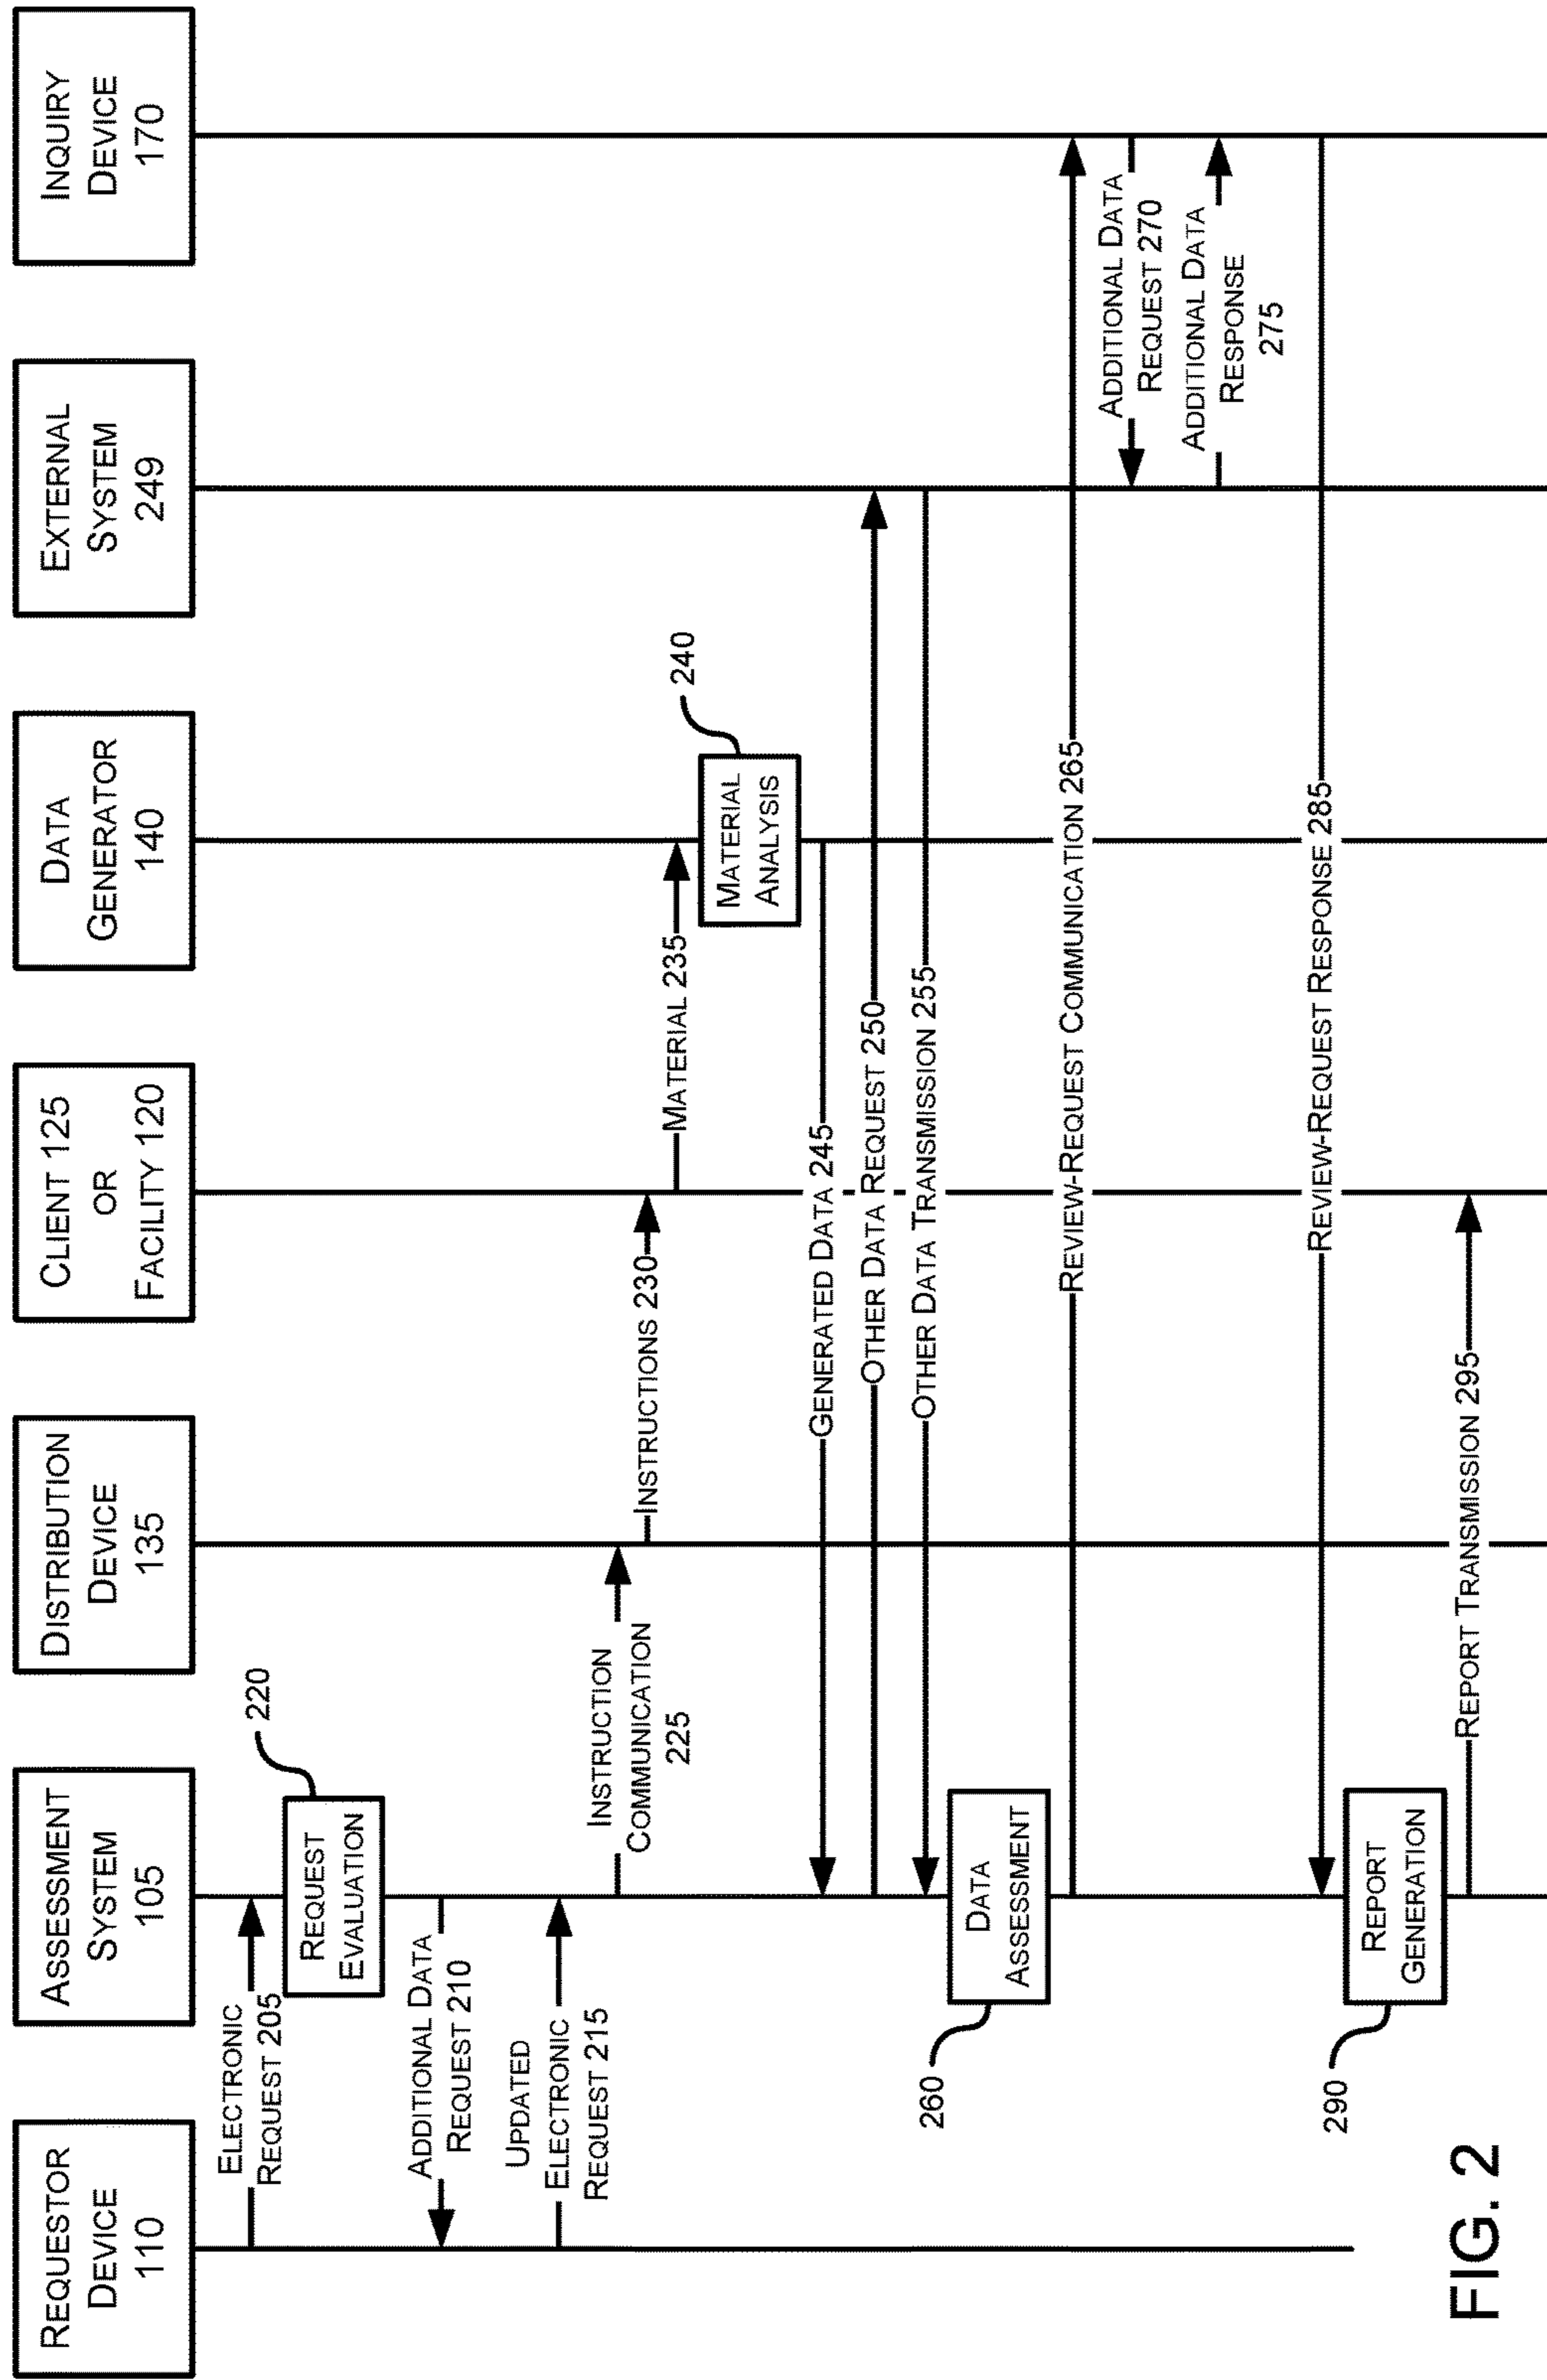 REQUESTOR
DEVICE
110
ASSESSMENT
SYSTEM
105
DISTRIBUTION
DEVICE
135
CLIENT 125
OR
FACILITY 120
DATA
GENERATOR
140
EXTERNAL
SYSTEM
249
INQUIRY
DEVICE
170
ELECTRONIC
REQUEST 205
220
REQUEST
EVALUATION
ADDITIONAL DATA
REQUEST 210
UPDATED
ELECTRONIC
REQUEST 215
INSTRUCTION
COMMUNICATION
225
INSTRUCTIONS 230
MATERIAL 235
240
MATERIAL
ANALYSIS
GENERATED DATA 245
OTHER DATA REQUEST 250
OTHER DATA TRANSMISSION 255
260
DATA
ASSESSMENT
REVIEW-REQUEST COMMUNICATION 265
ADDITIONAL DATA
REQUEST 270
ADDITIONAL DATA
RESPONSE
275
REVIEW-REQUEST RESPONSE 285
290
REPORT
GENERATION
REPORT TRANSMISSION 295
FIG. 2